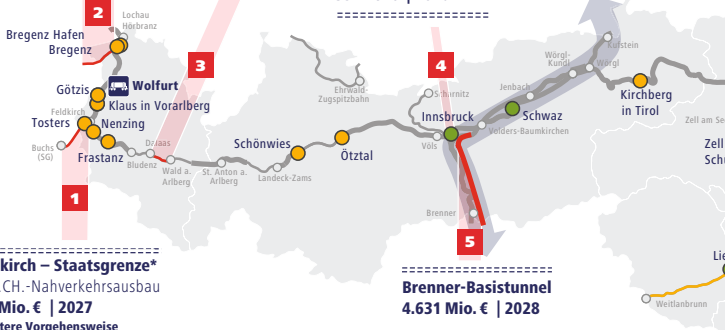 2
Lochau
Hörbranz
Bregenz Hafen
Bregenz
3
4
Ehrwald-
Zugspitzbahn
Scharnitz
Wörgl-
Kundl
Kufstein
Wörgl
Jenbach
Götzis
Wolfurt
Klaus in Vorarlberg
Feldkirch
Tosters
Nenzing
Frastanz
Buchs
(SG)
Bludenz
Wald a.
Arlberg
St. Anton a.
Arlberg
Landeck-Zams
Schönwies
Ötztal
Innsbruck
Völs
Volders-Baumkirchen
Schwaz
Kirchberg
in Tirol
Zell am
Zell
Brenner
1
5
Weitlanbrunn
kirch – Staatsgrenze*
CH.-Nahverkehrsausbau
Mio. € | 2027
tere Vorgehensweise
Brenner-Basistunnel
4.631 Mio. € | 2028